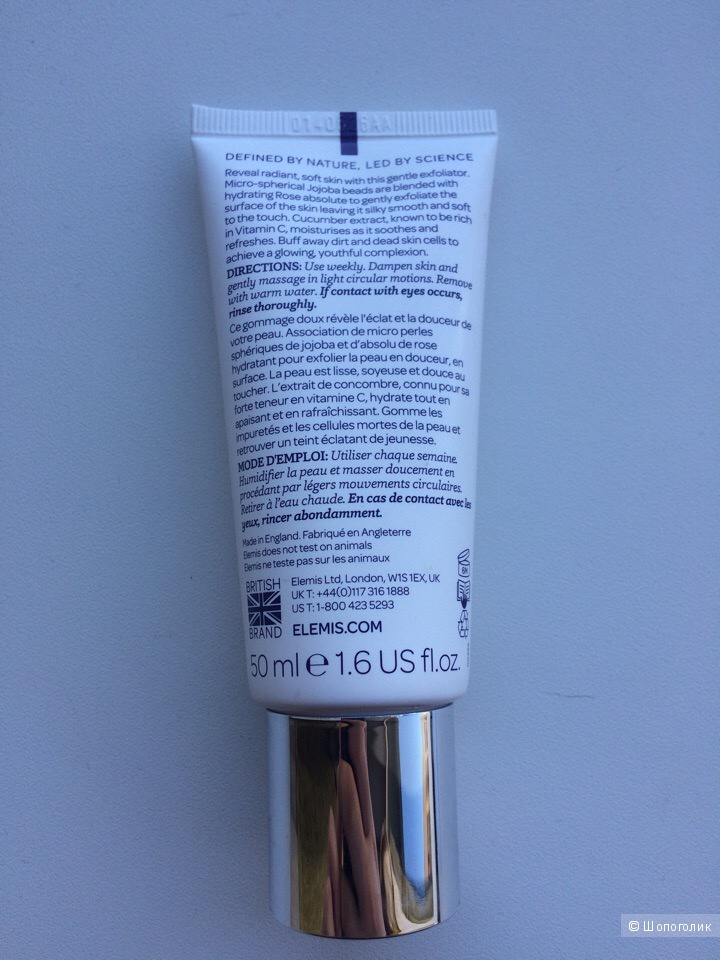 DEFINED BY NATURE, LED BY SCIENCE
Reveal radiant, soft skin with this gentle exfoliator.
Micro-spherical Jojoba beads are blended with
hydrating Rose absolute to gently exfoliate the
surface of the skin leaving it silky smooth and soft
to the touch. Cucumber extract, known to be rich
in Vitamin C, moisturises as it soothes and
refreshes. Buff away dirt and dead skin cells to
achieve a glowing, youthful complexion.
DIRECTIONS: Use weekly. Dampen skin and
gently massage in light circular motions. Remove
with warm water. If contact with eyes occurs,
rinse thoroughly.
Ce gommage doux révèle l'éclat et la douceur de
votre peau. Association de micro perles
sphériques de jojoba et d'absolu de rose
hydratant pour exfolier la peau en douceur, en
surface. La peau est lisse, soyeuse et douce au
toucher. L'extrait de concombre, connu pour sa
forte teneur en vitamine C, hydrate tout en
apaisant et en rafraîchissant. Gomme les
impuretés et les cellules mortes de la peau et
retrouver un teint éclatant de jeunesse.
MODE D'EMPLOI: Utiliser chaque semaine.
Humidifier la peau et masser doucement en
procédant par légers mouvements circulaires.
Retirer à l'eau chaude. En cas de contact avec les
yeux, rincer abondamment.
Made in England. Fabriqué en Angleterre
Elemis does not test on animals
Elemis ne teste pas sur les animaux
BRITISH
BRAND
Elemis Ltd, London, W1S 1EX, UK
UK T: +44(0)117 316 1888
US T: 1-800 423 5293
ELEMIS.COM
50 ml e 1.6 US fl.oz.
© Шопоголик